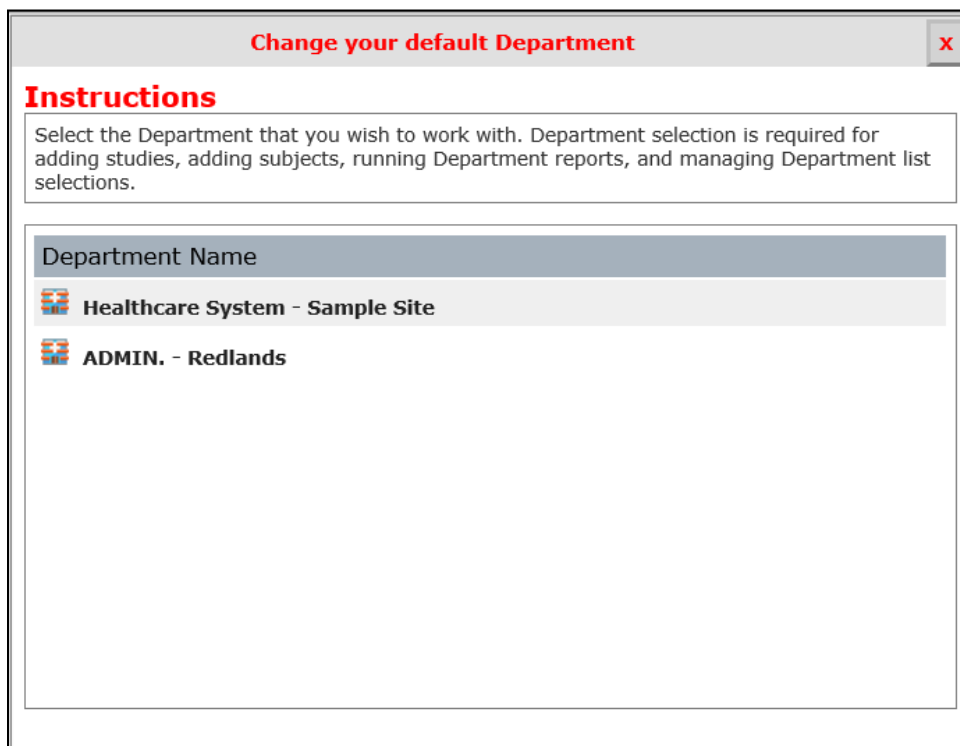 Change your default Department
x
Instructions
Select the Department that you wish to work with. Department selection is required for
adding studies, adding subjects, running Department reports, and managing Department list
selections.
Department Name
Healthcare System - Sample Site
ADMIN. - Redlands